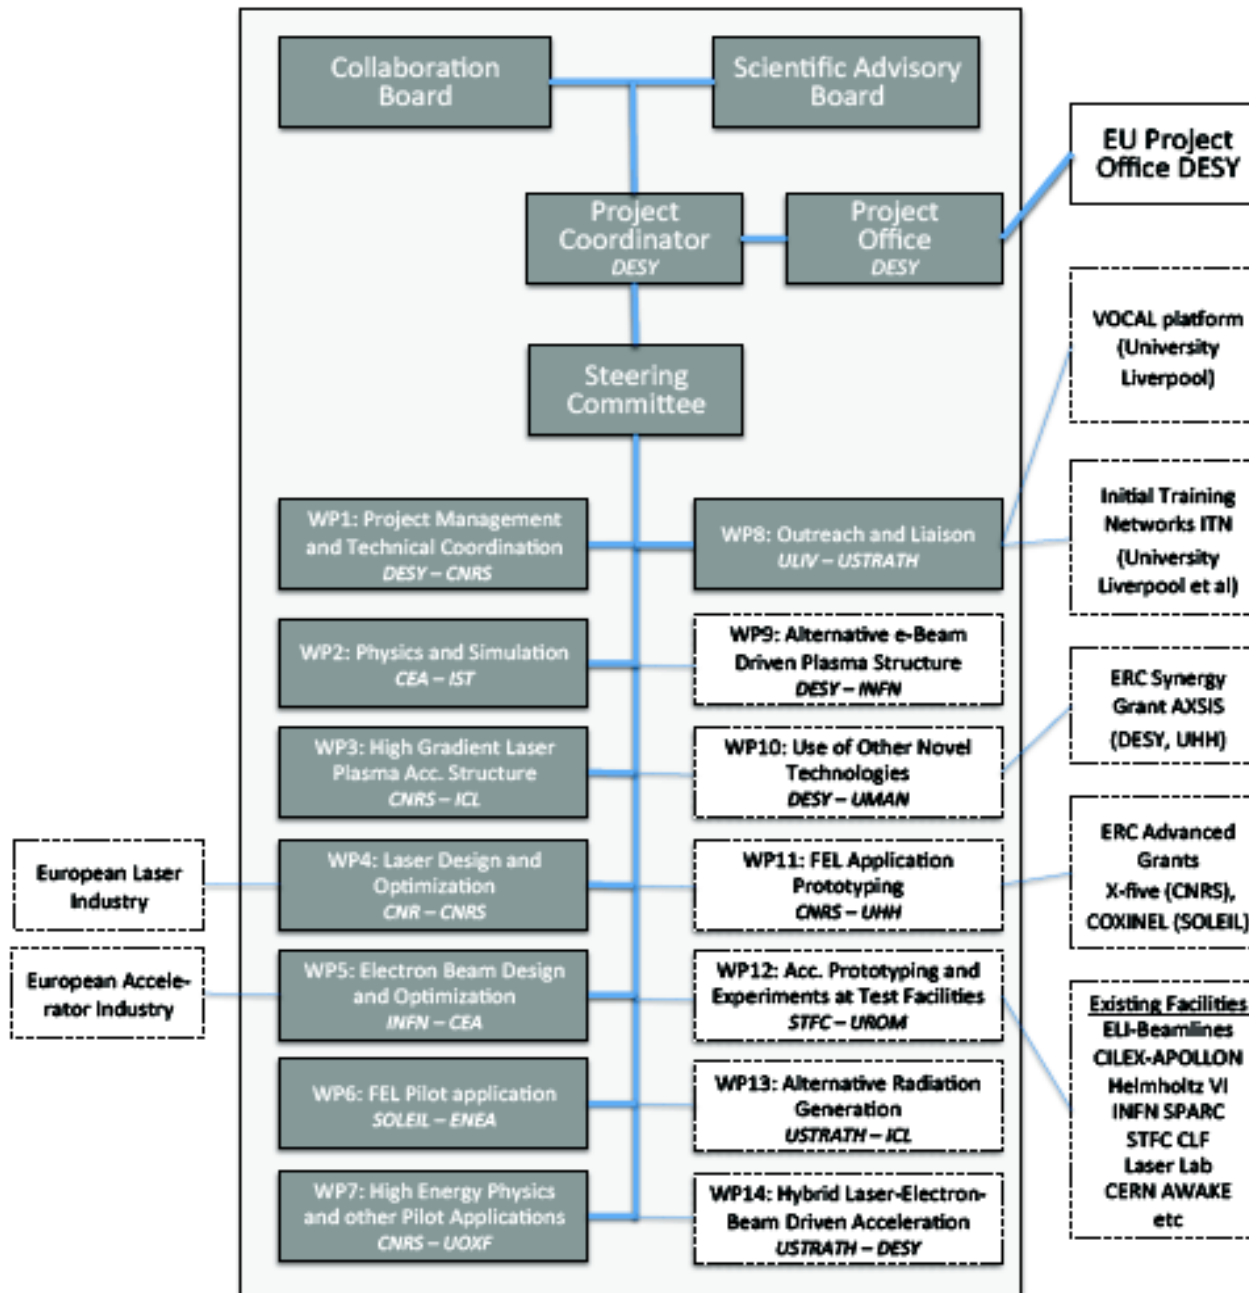 Collaboration
Board
Scientific Advisory
Board
EU Project
Office DESY
Project
Coordinator
DESY
Project
Office
DESY
VOCAL platform
(University
Liverpool)
Steering
Committee
Initial Training
Networks ITN
(University
Liverpool et al)
WP1: Project Management
and Technical Coordination
DESY – CNRS
WP8: Outreach and Liaison
ULIV – USTRATH
WP2: Physics and Simulation
CEA – IST
WP9: Alternative e-Beam
Driven Plasma Structure
DESY – INFN
ERC Synergy
Grant AXSIS
(DESY, UHH)
WP3: High Gradient Laser
Plasma Acc. Structure
CNRS – ICL
WP10: Use of Other Novel
Technologies
DESY – UMAN
European Laser
Industry
WP4: Laser Design and
Optimization
CNR – CNRS
WP11: FEL Application
Prototyping
CNRS – UHH
ERC Advanced
Grants
X-five (CNRS),
COXINEL (SOLEIL)
European Accele-
rator Industry
WP5: Electron Beam Design
and Optimization
INFN – CEA
WP12: Acc. Prototyping and
Experiments at Test Facilities
STFC – UROM
Existing Facilities
ELI-Beamlines
CILEX-APOLLON
Helmholtz VI
INFN SPARC
STFC CLF
Laser Lab
CERN AWAKE
etc
WP6: FEL Pilot application
SOLEIL – ENEA
WP13: Alternative Radiation
Generation
USTRATH – ICL
WP7: High Energy Physics
and other Pilot Applications
CNRS – UOXF
WP14: Hybrid Laser-Electron-
Beam Driven Acceleration
USTRATH – DESY